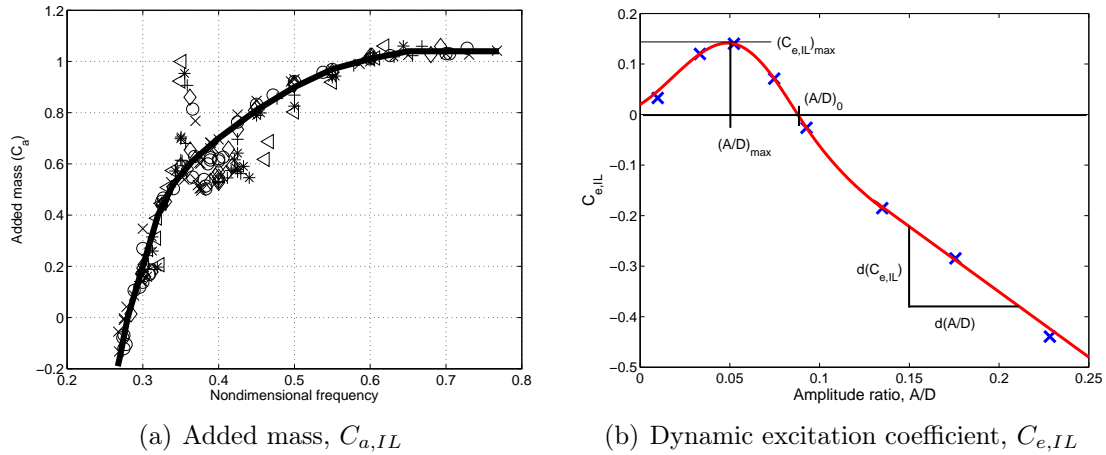 1.2
1
0.8
0.6
0.4
0.2
0
−0.2
0.2
0.3
0.4
0.5
0.6
0.7
0.8
Added mass (Ca)
Nondimensional frequency
(a) Added mass, Ca,IL
0.2
0.1
0
−0.1
−0.2
−0.3
−0.4
−0.5
0
0.05
0.1
0.15
0.2
0.25
Ce,IL
(Ce,IL)max
(A/D)0
(A/D)max
d(Ce,IL)
d(A/D)
Amplitude ratio, A/D
(b) Dynamic excitation coefficient, Ce,IL